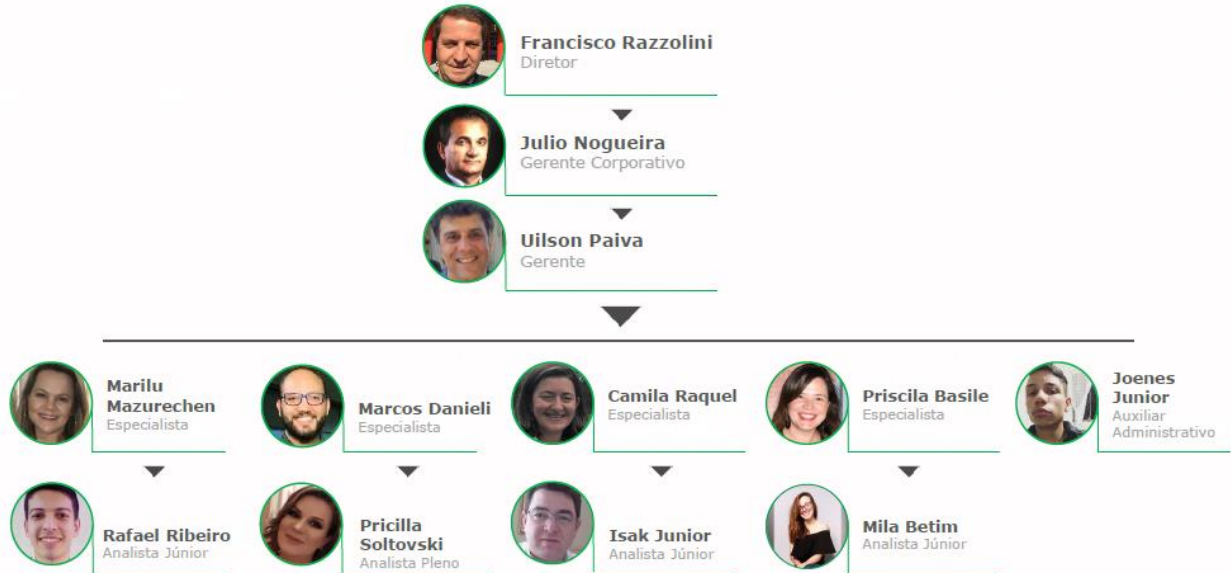 Francisco Razzolini
Diretor
Julio Nogueira
Gerente Corporativo
Uilson Paiva
Gerente
Marilu
Mazurechen
Especialista
Marcos Danieli
Especialista
Camila Raquel
Especialista
Priscila Basile
Especialista
Joenes
Junior
Auxiliar
Administrativo
Rafael Ribeiro
Analista Júnior
Pricilla
Soltovski
Analista Pleno
Isak Junior
Analista Júnior
Mila Betim
Analista Júnior